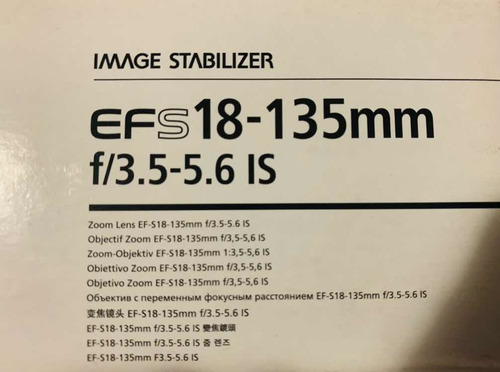 IMAGE STABILIZER
EFS18-135mm
f/3.5-5.6 IS
Zoom Lens EF-S18-135mm f/3.5-5.6 IS
Objectif Zoom EF-S18-135mm f/3,5-5,6 IS
Zoom-Objektiv EF-S18-135mm 1:3,5-5,6 IS
Obiettivo Zoom EF-S18-135mm f/3,5-5,6 IS
Objetivo Zoom EF-S18-135mm f/3,5-5,6 IS
Объектив с переменным фокусным расстоянием EF-S18-135mm f/3.5-5.6 IS
变焦镜头 EF-S18-135mm f/3.5-5.6 IS
EF-S18-135mm f/3.5-5.6 IS 變焦鏡頭
EF-S18-135mm f/3.5-5.6 IS 줌 렌즈
EF-S18-135mm F3.5-5.6 IS